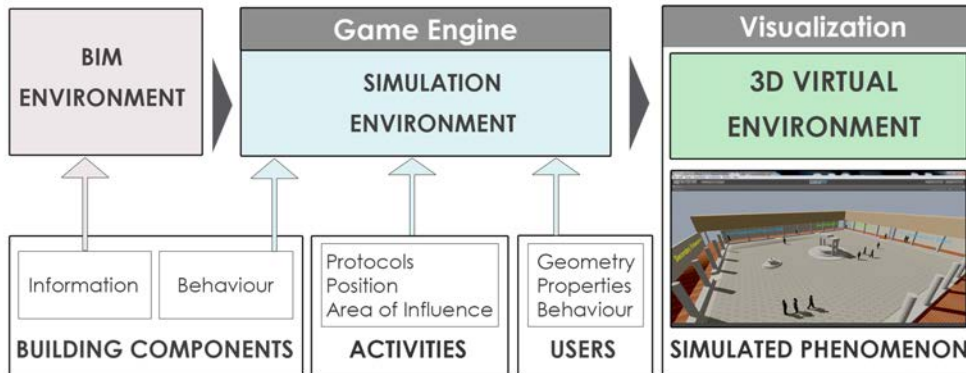 BIM
ENVIRONMENT
Game Engine
SIMULATION
ENVIRONMENT
Visualization
3D VIRTUAL
ENVIRONMENT
Information
Behaviour
BUILDING COMPONENTS
Protocols
Position
Area of Influence
ACTIVITIES
Geometry
Properties
Behaviour
USERS
SIMULATED PHENOMENON